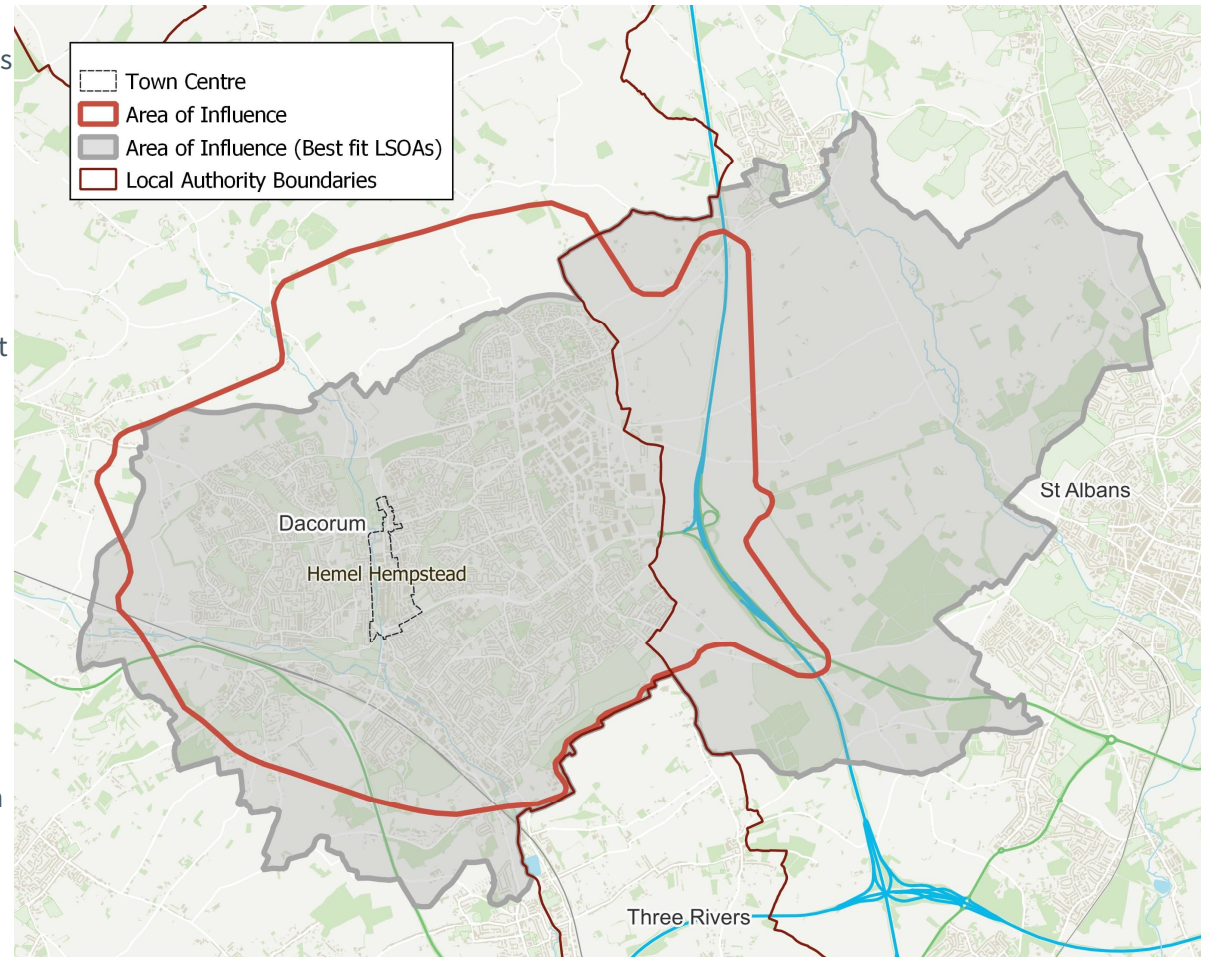 s
Town Centre
Area of Influence
Area of Influence (Best fit LSOAs)
Local Authority Boundaries
t
St Albans
Dacorum
Hemel Hempstead
n
Three Rivers